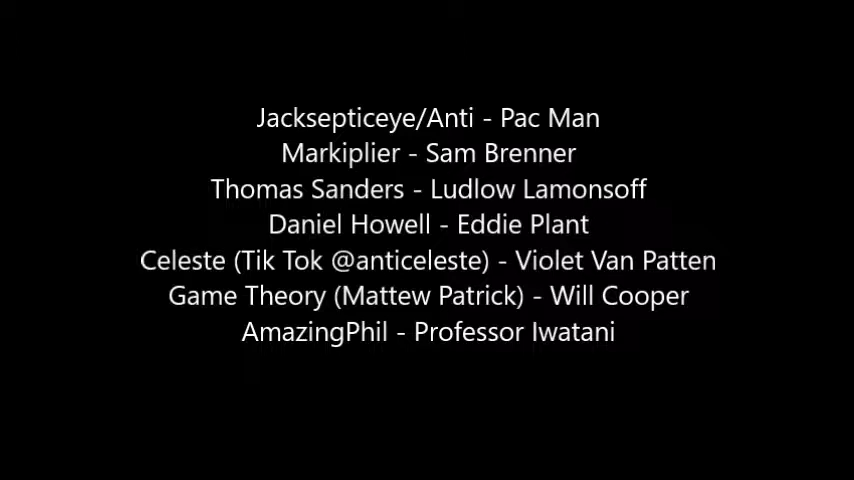 Jacksepticeye/Anti - Pac Man
Markiplier - Sam Brenner
Thomas Sanders - Ludlow Lamonsoff
Daniel Howell - Eddie Plant
Celeste (Tik Tok @anticeleste) - Violet Van Patten
Game Theory (Mattew Patrick) - Will Cooper
AmazingPhil - Professor Iwatani